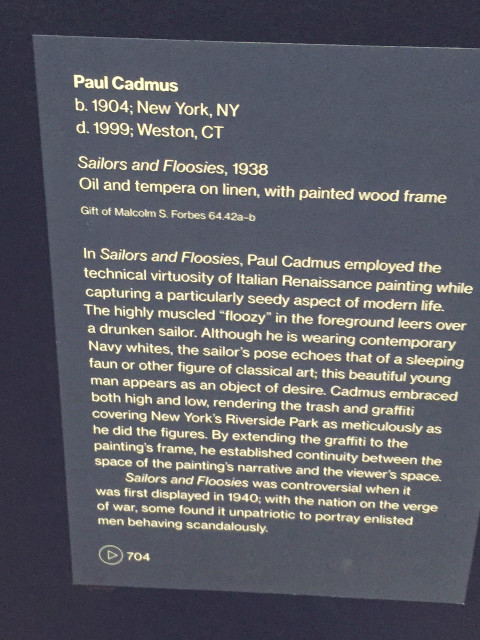 Paul Cadmus
b. 1904; New York, NY
d. 1999; Weston, CT
Sailors and Floosies, 1938
Oil and tempera on linen, with painted wood frame
Gift of Malcolm S. Forbes 64.42a–b
In Sailors and Floosies, Paul Cadmus employed the
technical virtuosity of Italian Renaissance painting while
capturing a particularly seedy aspect of modern life.
The highly muscled “floozy” in the foreground leers over
a drunken sailor. Although he is wearing contemporary
Navy whites, the sailor’s pose echoes that of a sleeping
faun or other figure of classical art; this beautiful young
man appears as an object of desire. Cadmus embraced
both high and low, rendering the trash and graffiti
covering New York’s Riverside Park as meticulously as
he did the figures. By extending the graffiti to the
painting’s frame, he established continuity between the
space of the painting’s narrative and the viewer’s space.
Sailors and Floosies was controversial when it
was first displayed in 1940; with the nation on the verge
of war, some found it unpatriotic to portray enlisted
men behaving scandalously.
704